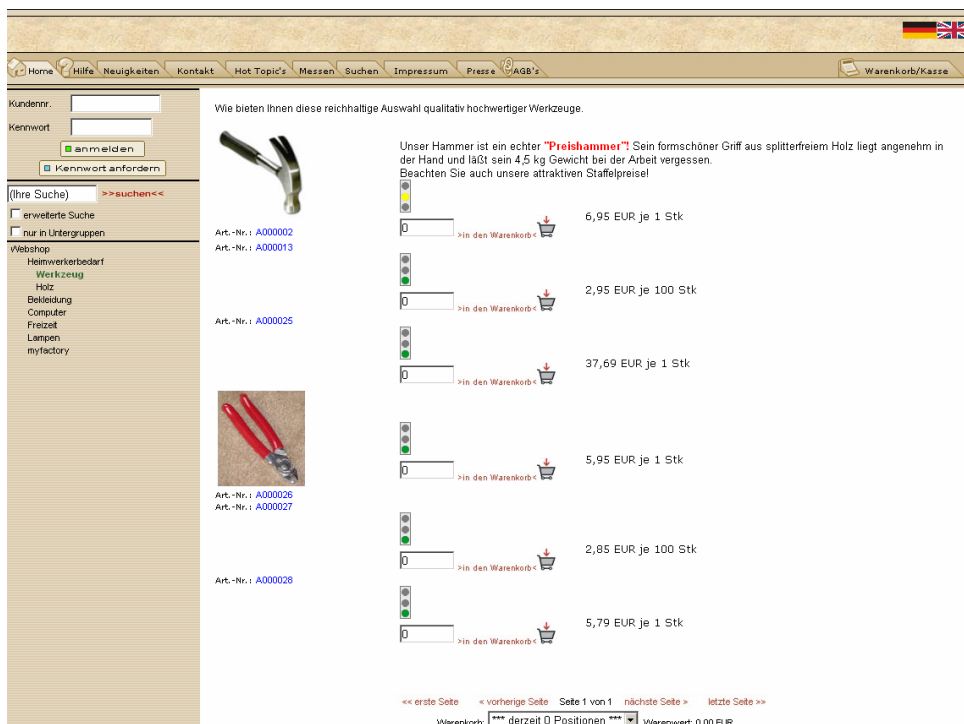 Home Hilfe Neuigkeiten Kontakt Hot Topic's Messen Suchen Impressum Presse AGB's Warenkorb/Kasse
Kundennr.
Kennwort
anmelden
Kennwort anfordern
(Ihre Suche) >>suchen<<
erweiterte Suche
nur in Untergruppen
Webshop
Heimwerkerbedarf
Werkzeug
Holz
Bekleidung
Computer
Freizeit
Lampen
myfactory
Wie bieten Ihnen diese reichhaltige Auswahl qualitativ hochwertiger Werkzeuge.
Unser Hammer ist ein echter "Preishammer"! Sein formschöner Griff aus splitterfreiem Holz liegt angenehm in
der Hand und läßt sein 4,5 kg Gewicht bei der Arbeit vergessen.
Beachten Sie auch unsere attraktiven Staffelpreise!
0 >in den Warenkorb< 6,95 EUR je 1 Stk
Art.-Nr.: A000002
Art.-Nr.: A000013
0 >in den Warenkorb< 2,95 EUR je 100 Stk
Art.-Nr.: A000025
0 >in den Warenkorb< 37,69 EUR je 1 Stk
0 >in den Warenkorb< 5,95 EUR je 1 Stk
Art.-Nr.: A000026
Art.-Nr.: A000027
0 >in den Warenkorb< 2,85 EUR je 100 Stk
Art.-Nr.: A000028
0 >in den Warenkorb< 5,79 EUR je 1 Stk
<< erste Seite < vorherige Seite Seite 1 von 1 nächste Seite > letzte Seite >>
Warenkorb: *** derzeit 0 Positionen *** Warenwert: 0,00 EUR